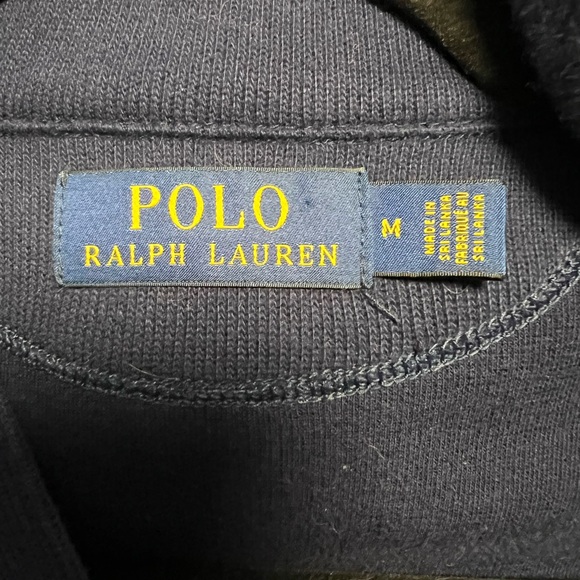 POLO
RALPH LAUREN
M
MADE IN
SRI LANKA
FABRIQUÉ AU
SRI LANKA